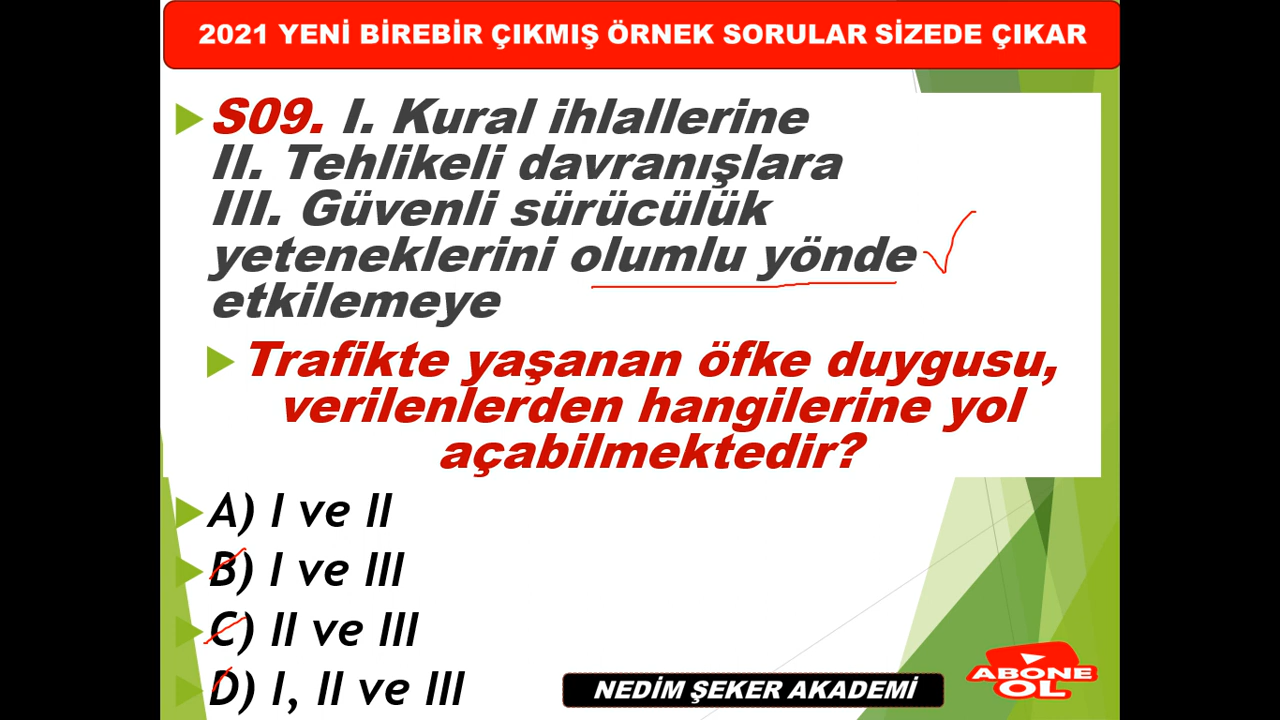 2021 YENİ BİREBİR ÇIKMIŞ ÖRNEK SORULAR SİZEDE ÇIKAR
S09. I. Kural ihlallerine
II. Tehlikeli davranışlara
III. Güvenli sürücülük
yeteneklerini olumlu yönde
etkilemeye
Trafikte yaşanan öfke duygusu,
verilenlerden hangilerine yol
açabilmektedir?
A) I ve II
B) I ve III
C) II ve III
D) I, II ve III
NEDİM ŞEKER AKADEMİ
ABONE
OL